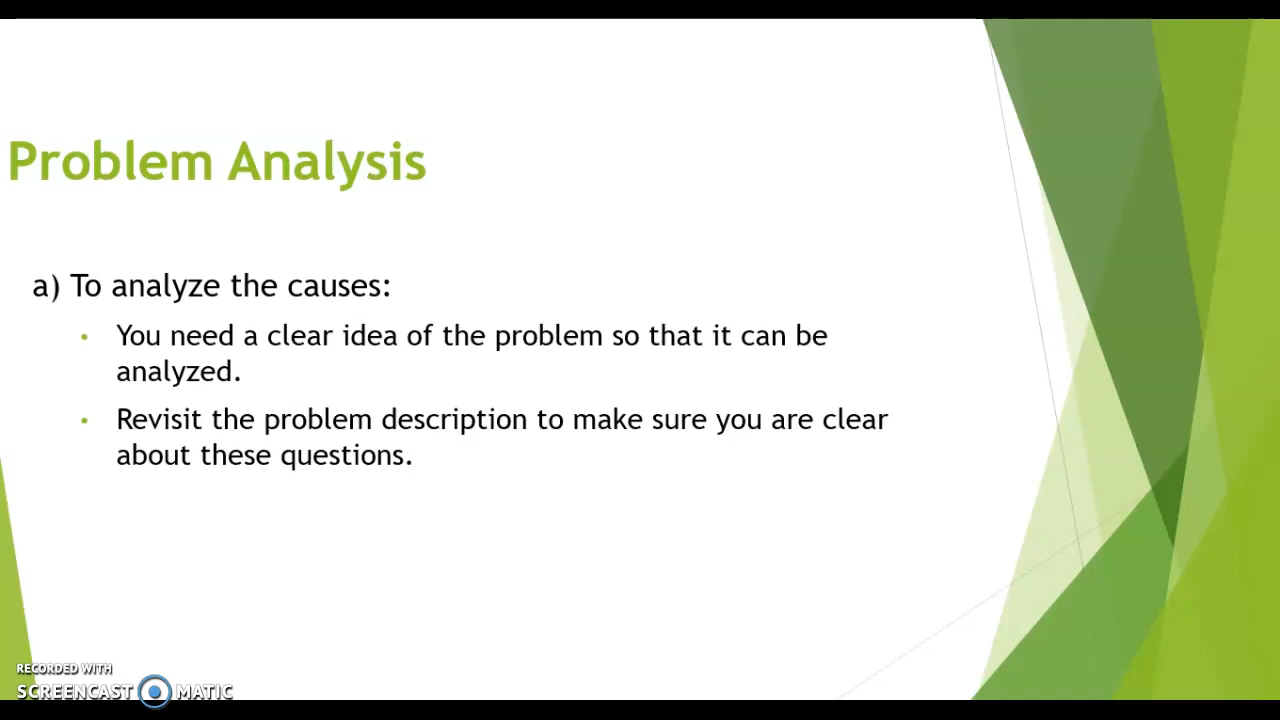 Problem Analysis
a) To analyze the causes:
• You need a clear idea of the problem so that it can be
analyzed.
• Revisit the problem description to make sure you are clear
about these questions.
RECORDED WITH
SCREENCAST MATIC